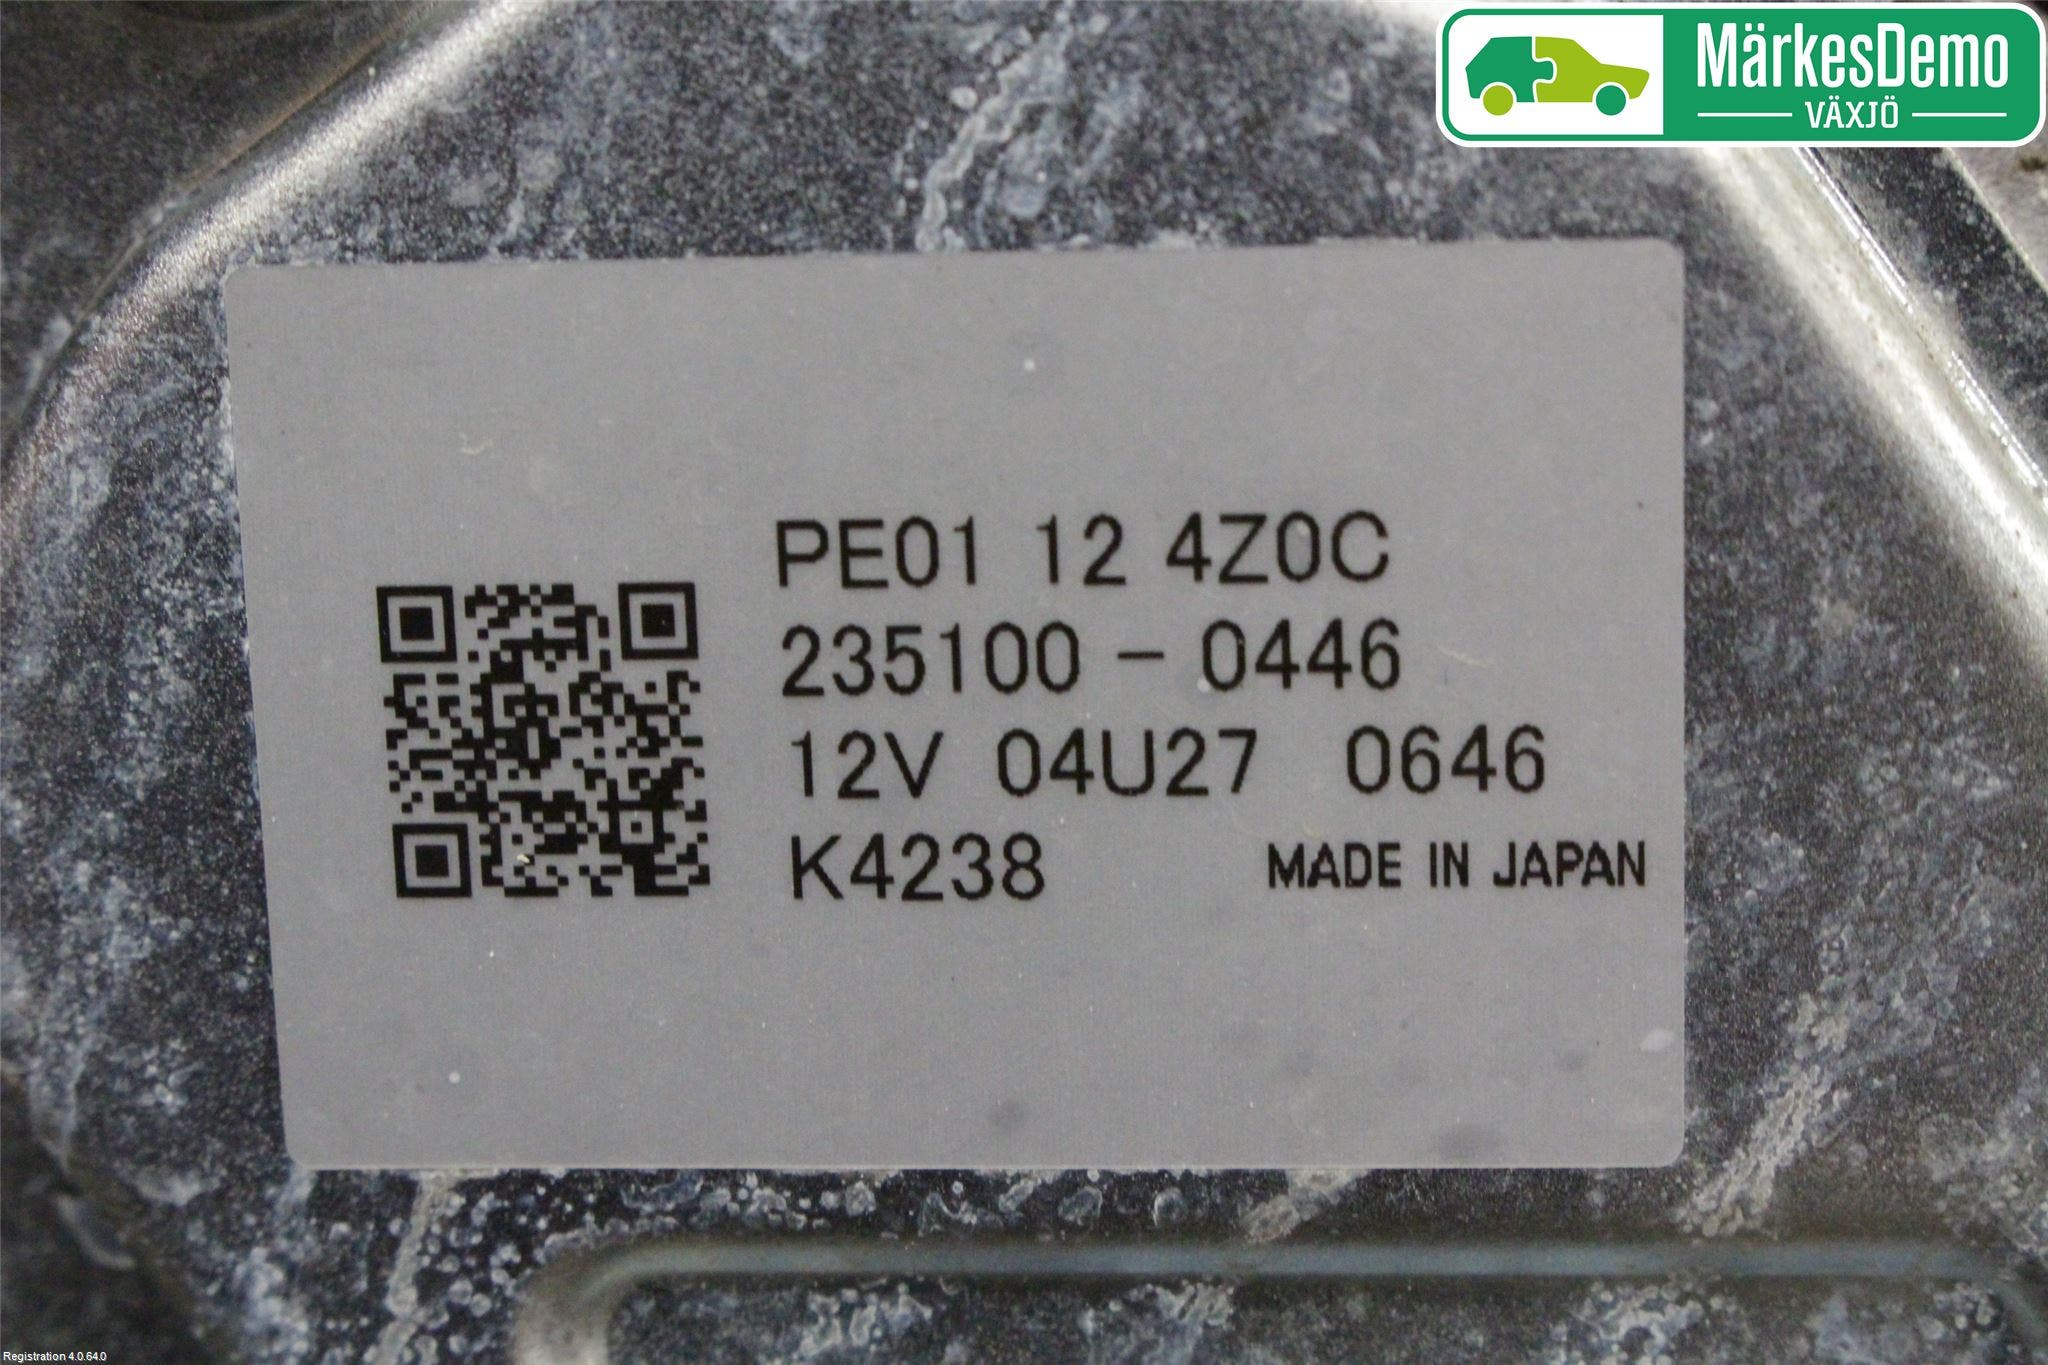 MärkesDemo
VÄXJÖ
PE01 12 4Z0C
235100-0446
12V 04U27 0646
K4238 MADE IN JAPAN
Registration 4.0.64.0